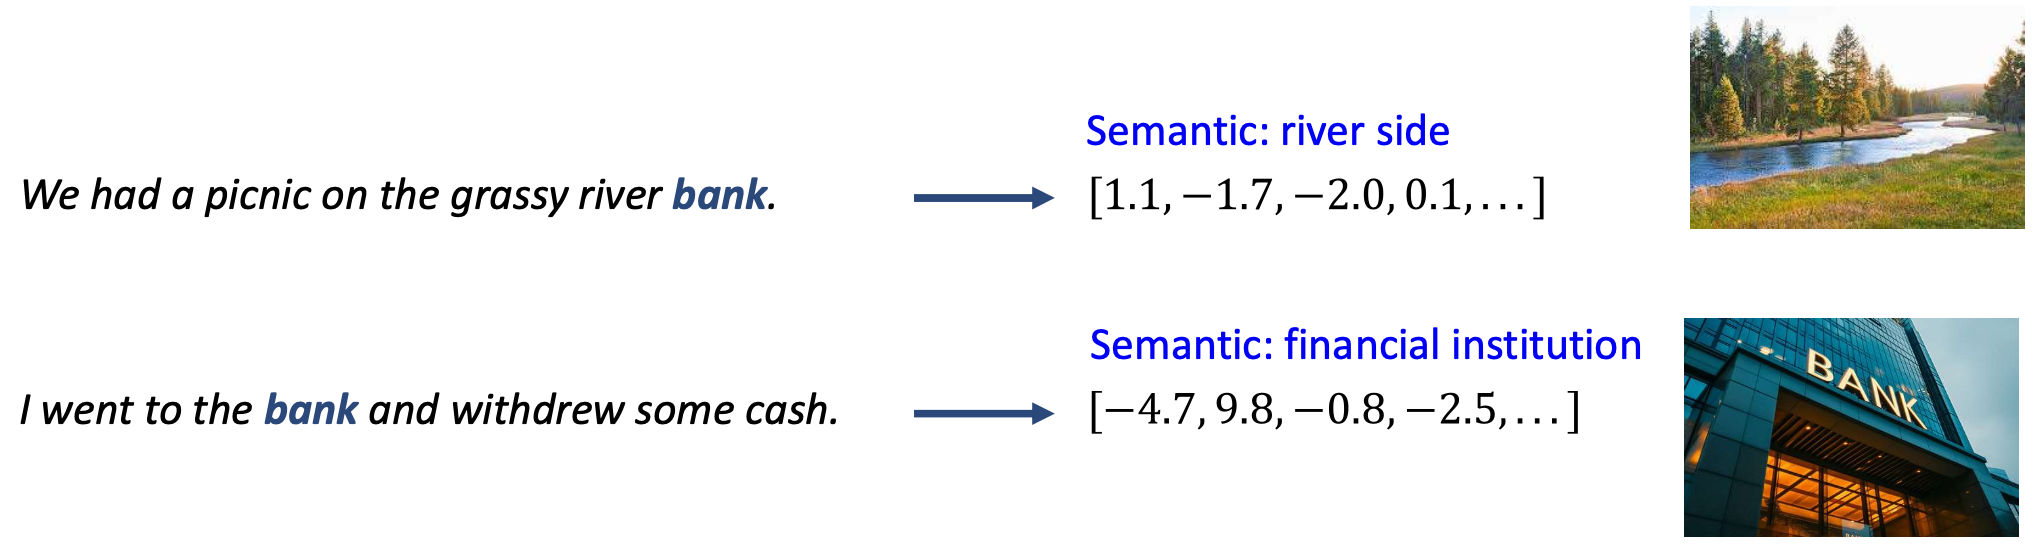 Semantic: river side
We had a picnic on the grassy river bank.
[1.1, −1.7, −2.0, 0.1, . . . ]
Semantic: financial institution
I went to the bank and withdrew some cash.
[−4.7, 9.8, −0.8, −2.5, . . . ]
BANK